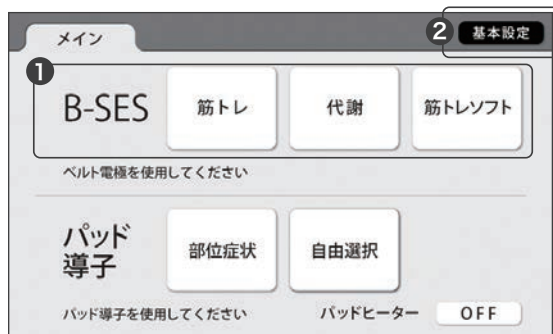 メイン
❷ 基本設定
❶
B-SES 筋トレ 代謝 筋トレソフト
ベルト電極を使用してください
パッド
導子
部位症状 自由選択
パッド導子を使用してください パッドヒーター OFF